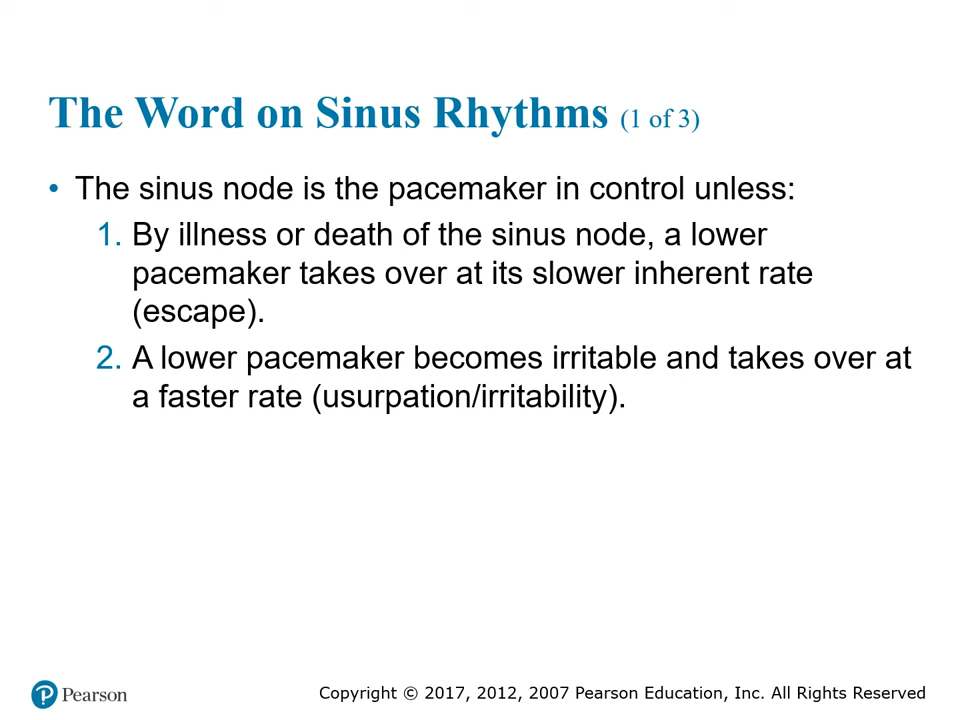 The Word on Sinus Rhythms (1 of 3)
• The sinus node is the pacemaker in control unless:
1. By illness or death of the sinus node, a lower
pacemaker takes over at its slower inherent rate
(escape).
2. A lower pacemaker becomes irritable and takes over at
a faster rate (usurpation/irritability).
P Pearson
Copyright © 2017, 2012, 2007 Pearson Education, Inc. All Rights Reserved